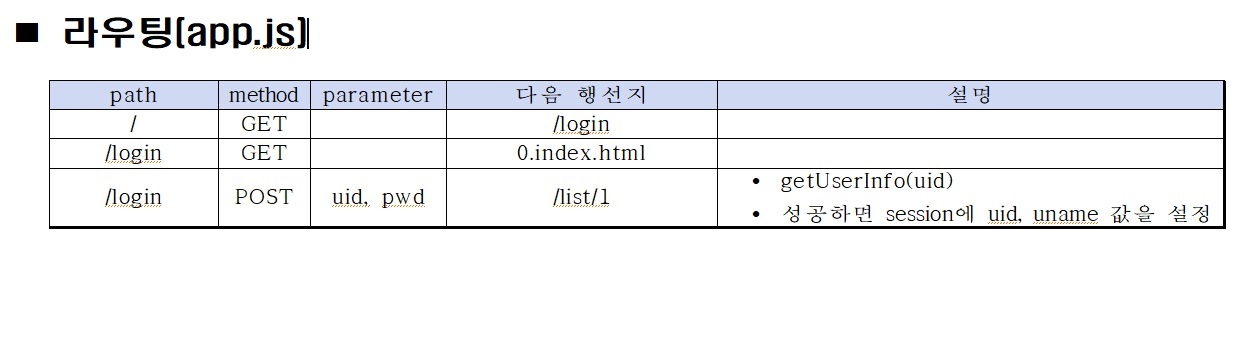 ■ 라우팅(app.js)
path method parameter 다음 행선지 설명
/ GET /login
/login GET 0.index.html
/login POST uid, pwd /list/1
• getUserInfo(uid)
• 성공하면 session에 uid, uname 값을 설정